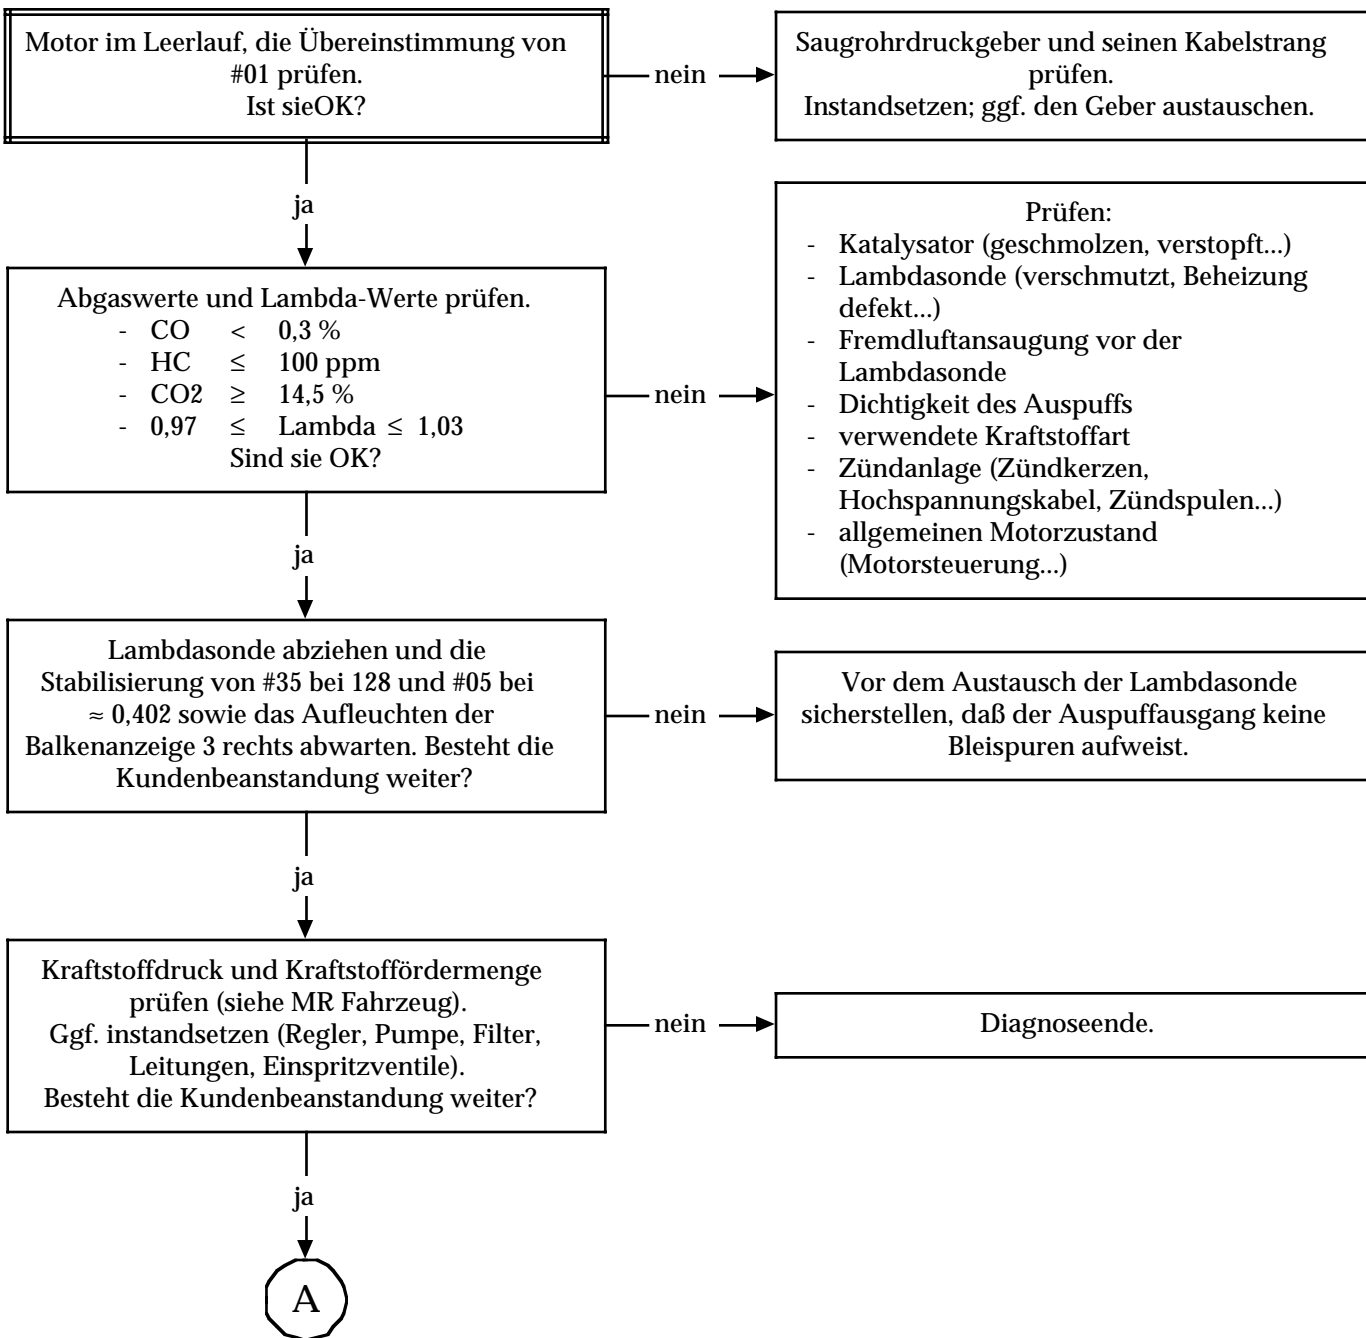 Motor im Leerlauf, die Übereinstimmung von
#01 prüfen.
Ist sieOK?
nein
Saugrohrdruckgeber und seinen Kabelstrang
prüfen.
Instandsetzen; ggf. den Geber austauschen.
ja
Abgaswerte und Lambda-Werte prüfen.
- CO < 0,3 %
- HC ≤ 100 ppm
- CO2 ≥ 14,5 %
- 0,97 ≤ Lambda ≤ 1,03
Sind sie OK?
nein
Prüfen:
- Katalysator (geschmolzen, verstopft...)
- Lambdasonde (verschmutzt, Beheizung
defekt...)
- Fremdluftansaugung vor der
Lambdasonde
- Dichtigkeit des Auspuffs
- verwendete Kraftstoffart
- Zündanlage (Zündkerzen,
Hochspannungskabel, Zündspulen...)
- allgemeinen Motorzustand
(Motorsteuerung...)
ja
Lambdasonde abziehen und die
Stabilisierung von #35 bei 128 und #05 bei
≈ 0,402 sowie das Aufleuchten der
Balkenanzeige 3 rechts abwarten. Besteht die
Kundenbeanstandung weiter?
nein
Vor dem Austausch der Lambdasonde
sicherstellen, daß der Auspuffausgang keine
Bleispuren aufweist.
ja
Kraftstoffdruck und Kraftstoffördermenge
prüfen (siehe MR Fahrzeug).
Ggf. instandsetzen (Regler, Pumpe, Filter,
Leitungen, Einspritzventile).
Besteht die Kundenbeanstandung weiter?
nein
Diagnoseende.
ja
A